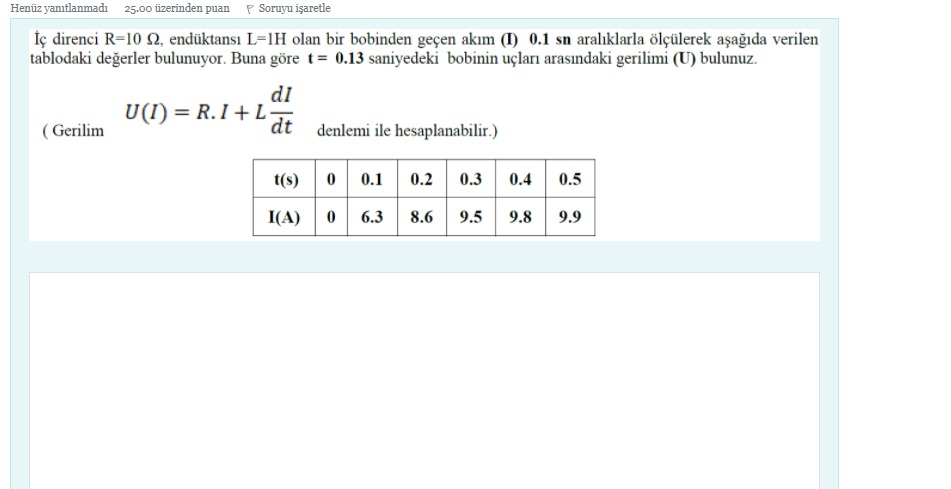 Henüz yanıtlanmadı 25.00 üzerinden puan Soruyu işaretle
İç direnci R=10 Ω, endüktansı L=1H olan bir bobinden geçen akım (I) 0.1 sn aralıklarla ölçülerek aşağıda verilen
tablodaki değerler bulunuyor. Buna göre t = 0.13 saniyedeki bobinin uçları arasındaki gerilimi (U) bulunuz.
( Gerilim U(I) = R.I + L dI/dt denlemi ile hesaplanabilir.)
t(s) 0 0.1 0.2 0.3 0.4 0.5
I(A) 0 6.3 8.6 9.5 9.8 9.9